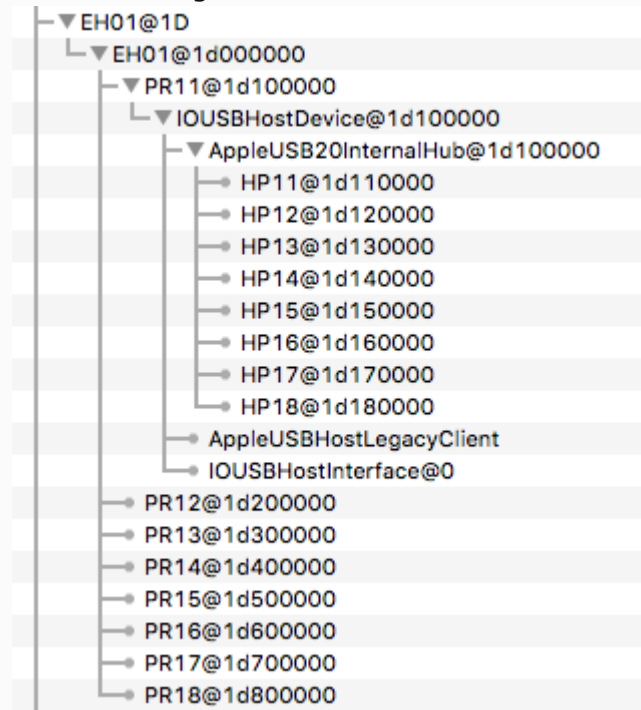 EH01@1D
EH01@1d000000
PR11@1d100000
IOUSBHostDevice@1d100000
AppleUSB20InternalHub@1d100000
HP11@1d110000
HP12@1d120000
HP13@1d130000
HP14@1d140000
HP15@1d150000
HP16@1d160000
HP17@1d170000
HP18@1d180000
AppleUSBHostLegacyClient
IOUSBHostInterface@0
PR12@1d200000
PR13@1d300000
PR14@1d400000
PR15@1d500000
PR16@1d600000
PR17@1d700000
PR18@1d800000